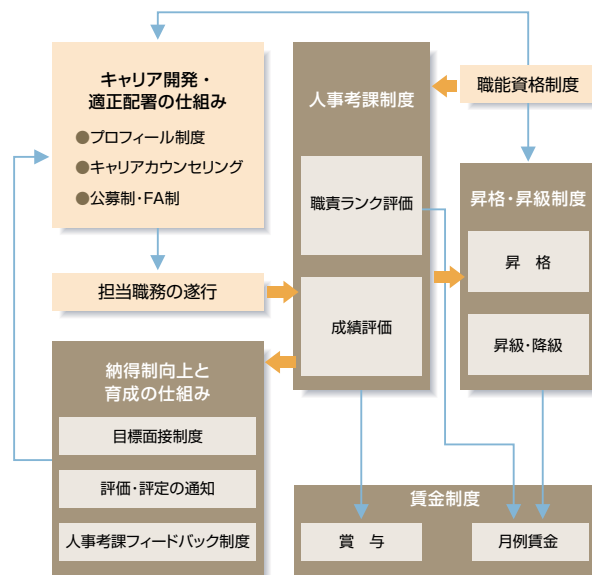 キャリア開発・
適正配置の仕組み
●プロフィール制度
●キャリアカウンセリング
●公募制・FA制
担当職務の遂行
納得制向上と
育成の仕組み
目標面接制度
評価・評定の通知
人事考課フィードバック制度
人事考課制度
職責ランク評価
成績評価
職能資格制度
昇格・昇級制度
昇 格
昇級・降級
賃金制度
賞 与
月例賃金